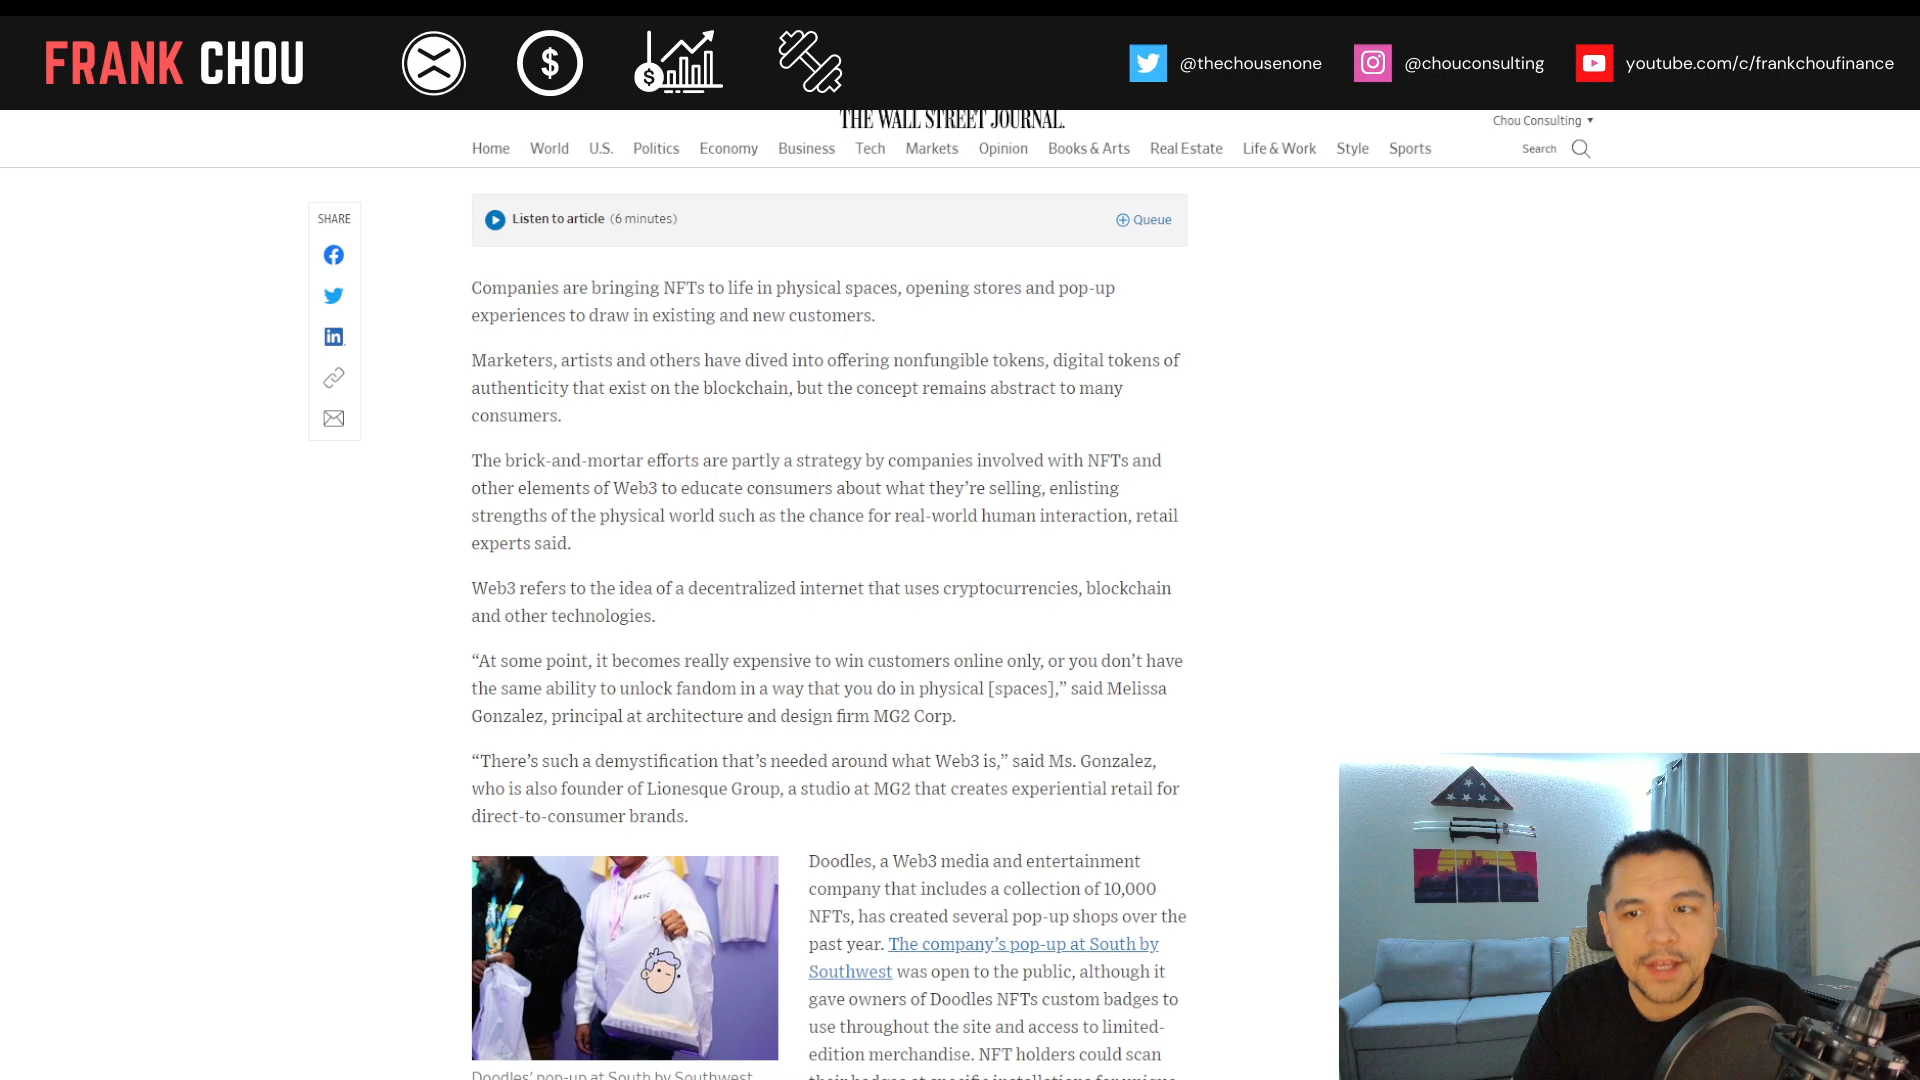 FRANK CHOU
@thechousenone
@chouconsulting
youtube.com/c/frankchoufinance
THE WALL STREET JOURNAL.
Chou Consulting
Home World U.S. Politics Economy Business Tech Markets Opinion Books & Arts Real Estate Life & Work Style Sports
Search
SHARE
Listen to article (6 minutes)
Queue
Companies are bringing NFTs to life in physical spaces, opening stores and pop-up
experiences to draw in existing and new customers.
Marketers, artists and others have dived into offering nonfungible tokens, digital tokens of
authenticity that exist on the blockchain, but the concept remains abstract to many
consumers.
The brick-and-mortar efforts are partly a strategy by companies involved with NFTs and
other elements of Web3 to educate consumers about what they’re selling, enlisting
strengths of the physical world such as the chance for real-world human interaction, retail
experts said.
Web3 refers to the idea of a decentralized internet that uses cryptocurrencies, blockchain
and other technologies.
“At some point, it becomes really expensive to win customers online only, or you don’t have
the same ability to unlock fandom in a way that you do in physical [spaces],” said Melissa
Gonzalez, principal at architecture and design firm MG2 Corp.
“There’s such a demystification that’s needed around what Web3 is,” said Ms. Gonzalez,
who is also founder of Lionesque Group, a studio at MG2 that creates experiential retail for
direct-to-consumer brands.
Doodles, a Web3 media and entertainment
company that includes a collection of 10,000
NFTs, has created several pop-up shops over the
past year. The company’s pop-up at South by
Southwest was open to the public, although it
gave owners of Doodles NFTs custom badges to
use throughout the site and access to limited-
edition merchandise. NFT holders could scan
their badges at specific installations for unique
Doodles’ pop-up at South by Southwest